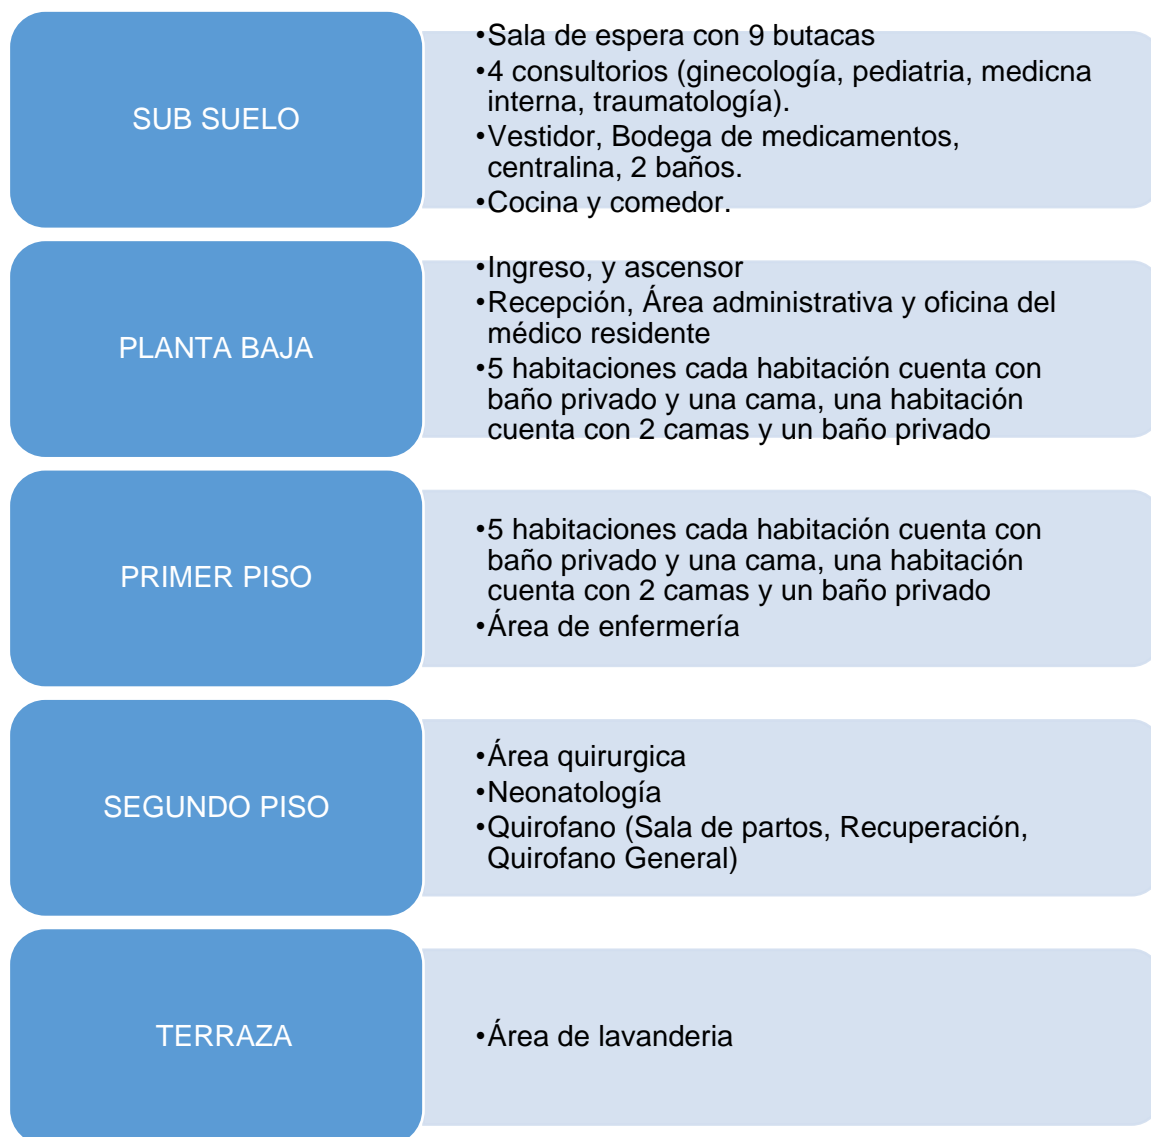 SUB SUELO
•Sala de espera con 9 butacas
•4 consultorios (ginecología, pediatria, medicna
interna, traumatología).
•Vestidor, Bodega de medicamentos,
centralina, 2 baños.
•Cocina y comedor.
PLANTA BAJA
•Ingreso, y ascensor
•Recepción, Área administrativa y oficina del
médico residente
•5 habitaciones cada habitación cuenta con
baño privado y una cama, una habitación
cuenta con 2 camas y un baño privado
PRIMER PISO
•5 habitaciones cada habitación cuenta con
baño privado y una cama, una habitación
cuenta con 2 camas y un baño privado
•Área de enfermería
SEGUNDO PISO
•Área quirurgica
•Neonatología
•Quirofano (Sala de partos, Recuperación,
Quirofano General)
TERRAZA
•Área de lavanderia